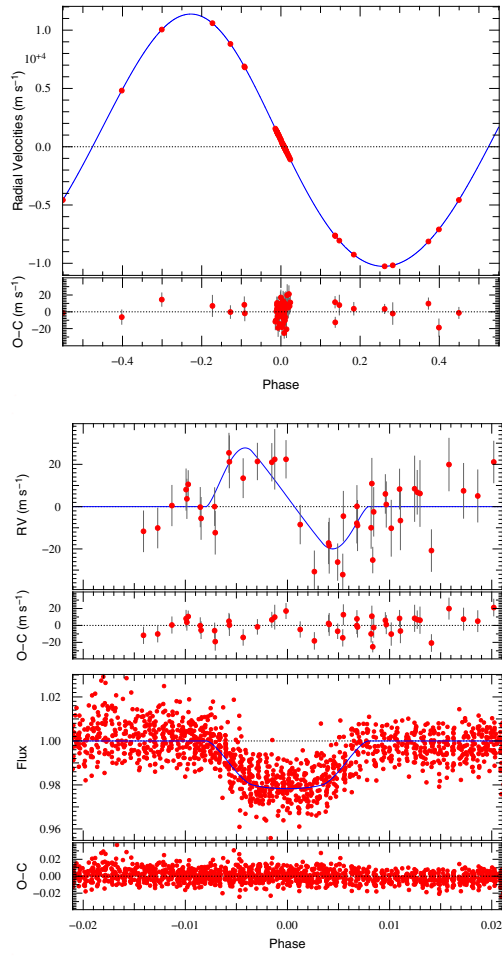 1.0
10+4
0.5
0.0
−0.5
−1.0
Radial Velocities (m s⁻¹)
20
0
−20
O−C (m s⁻¹)
−0.4 −0.2 0.0 0.2 0.4
Phase
20
0
−20
RV (m s⁻¹)
20
0
−20
O−C (m s⁻¹)
1.02
1.00
0.98
0.96
Flux
0.02
0.00
−0.02
O−C
−0.02 −0.01 0.00 0.01 0.02
Phase